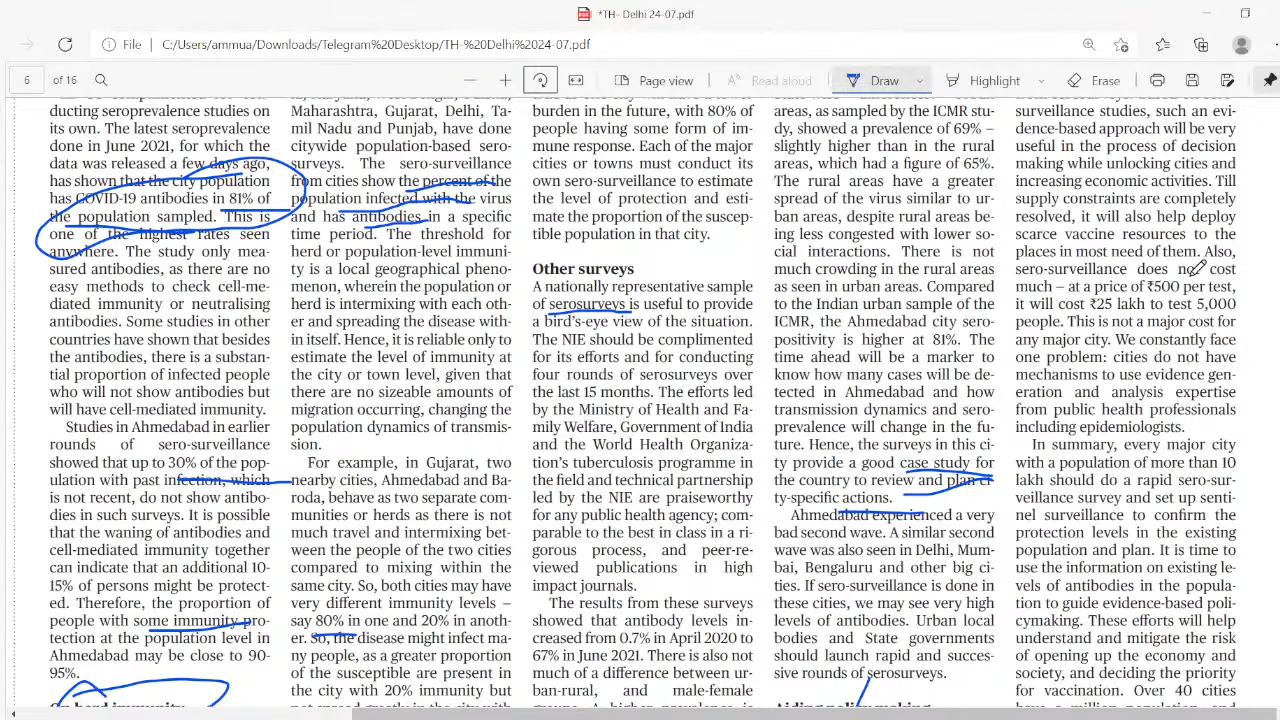 *TH- Delhi 24-07.pdf
File
C:/Users/ammua/Downloads/Telegram%20Desktop/TH-%20Delhi%2024-07.pdf
6 of 16
Page view
Read aloud
Draw
Highlight
Erase
ducting seroprevalence studies on
its own. The latest seroprevalence
done in June 2021, for which the
data was released a few days ago,
has shown that the city population
has COVID-19 antibodies in 81% of
the population sampled. This is
one of the highest rates seen
anywhere. The study only mea-
sured antibodies, as there are no
easy methods to check cell-me-
diated immunity or neutralising
antibodies. Some studies in other
countries have shown that besides
the antibodies, there is a substan-
tial proportion of infected people
who will not show antibodies but
will have cell-mediated immunity.
Studies in Ahmedabad in earlier
rounds of sero-surveillance
showed that up to 30% of the pop-
ulation with past infection, which
is not recent, do not show antibo-
dies in such surveys. It is possible
that the waning of antibodies and
cell-mediated immunity together
can indicate that an additional 10-
15% of persons might be protect-
ed. Therefore, the proportion of
people with some immunity pro-
tection at the population level in
Ahmedabad may be close to 90-
95%.
On herd immunity
Maharashtra, Gujarat, Delhi, Ta-
mil Nadu and Punjab, have done
citywide population-based sero-
surveys. The sero-surveillance
from cities show the percent of the
population infected with the virus
and has antibodies in a specific
time period. The threshold for
herd or population-level immuni-
ty is a local geographical pheno-
menon, wherein the population or
herd is intermixing with each oth-
er and spreading the disease with-
in itself. Hence, it is reliable only to
estimate the level of immunity at
the city or town level, given that
there are no sizeable amounts of
migration occurring, changing the
population dynamics of transmis-
sion.
For example, in Gujarat, two
nearby cities, Ahmedabad and Ba-
roda, behave as two separate com-
munities or herds as there is not
much travel and intermixing bet-
ween the people of the two cities
compared to mixing within the
same city. So, both cities may have
very different immunity levels –
say 80% in one and 20% in anoth-
er. So, the disease might infect ma-
ny people, as a greater proportion
of the susceptible are present in
the city with 20% immunity but
burden in the future, with 80% of
people having some form of im-
mune response. Each of the major
cities or towns must conduct its
own sero-surveillance to estimate
the level of protection and esti-
mate the proportion of the suscep-
tible population in that city.
Other surveys
A nationally representative sample
of serosurveys is useful to provide
a bird's-eye view of the situation.
The NIE should be complimented
for its efforts and for conducting
four rounds of serosurveys over
the last 15 months. The efforts led
by the Ministry of Health and Fa-
mily Welfare, Government of India
and the World Health Organiza-
tion's tuberculosis programme in
the field and technical partnership
led by the NIE are praiseworthy
for any public health agency; com-
parable to the best in class in a ri-
gorous process, and peer-re-
viewed publications in high
impact journals.
The results from these surveys
showed that antibody levels in-
creased from 0.7% in April 2020 to
67% in June 2021. There is also not
much of a difference between ur-
ban-rural, and male-female
areas, as sampled by the ICMR stu-
dy, showed a prevalence of 69% –
slightly higher than in the rural
areas, which had a figure of 65%.
The rural areas have a greater
spread of the virus similar to ur-
ban areas, despite rural areas be-
ing less congested with lower so-
cial interactions. There is not
much crowding in the rural areas
as seen in urban areas. Compared
to the Indian urban sample of the
ICMR, the Ahmedabad city sero-
positivity is higher at 81%. The
time ahead will be a marker to
know how many cases will be de-
tected in Ahmedabad and how
transmission dynamics and sero-
prevalence will change in the fu-
ture. Hence, the surveys in this ci-
ty provide a good case study for
the country to review and plan ci-
ty-specific actions.
Ahmedabad experienced a very
bad second wave. A similar second
wave was also seen in Delhi, Mum-
bai, Bengaluru and other big ci-
ties. If sero-surveillance is done in
these cities, we may see very high
levels of antibodies. Urban local
bodies and State governments
should launch rapid and succes-
sive rounds of serosurveys.
Aiding policy making
surveillance studies, such an evi-
dence-based approach will be very
useful in the process of decision
making while unlocking cities and
increasing economic activities. Till
supply constraints are completely
resolved, it will also help deploy
scarce vaccine resources to the
places in most need of them. Also,
sero-surveillance does not cost
much – at a price of ₹500 per test,
it will cost ₹25 lakh to test 5,000
people. This is not a major cost for
any major city. We constantly face
one problem: cities do not have
mechanisms to use evidence gen-
eration and analysis expertise
from public health professionals
including epidemiologists.
In summary, every major city
with a population of more than 10
lakh should do a rapid sero-sur-
veillance survey and set up senti-
nel surveillance to confirm the
protection levels in the existing
population and plan. It is time to
use the information on existing le-
vels of antibodies in the popula-
tion to guide evidence-based poli-
cymaking. These efforts will help
understand and mitigate the risk
of opening up the economy and
society, and deciding the priority
for vaccination. Over 40 cities